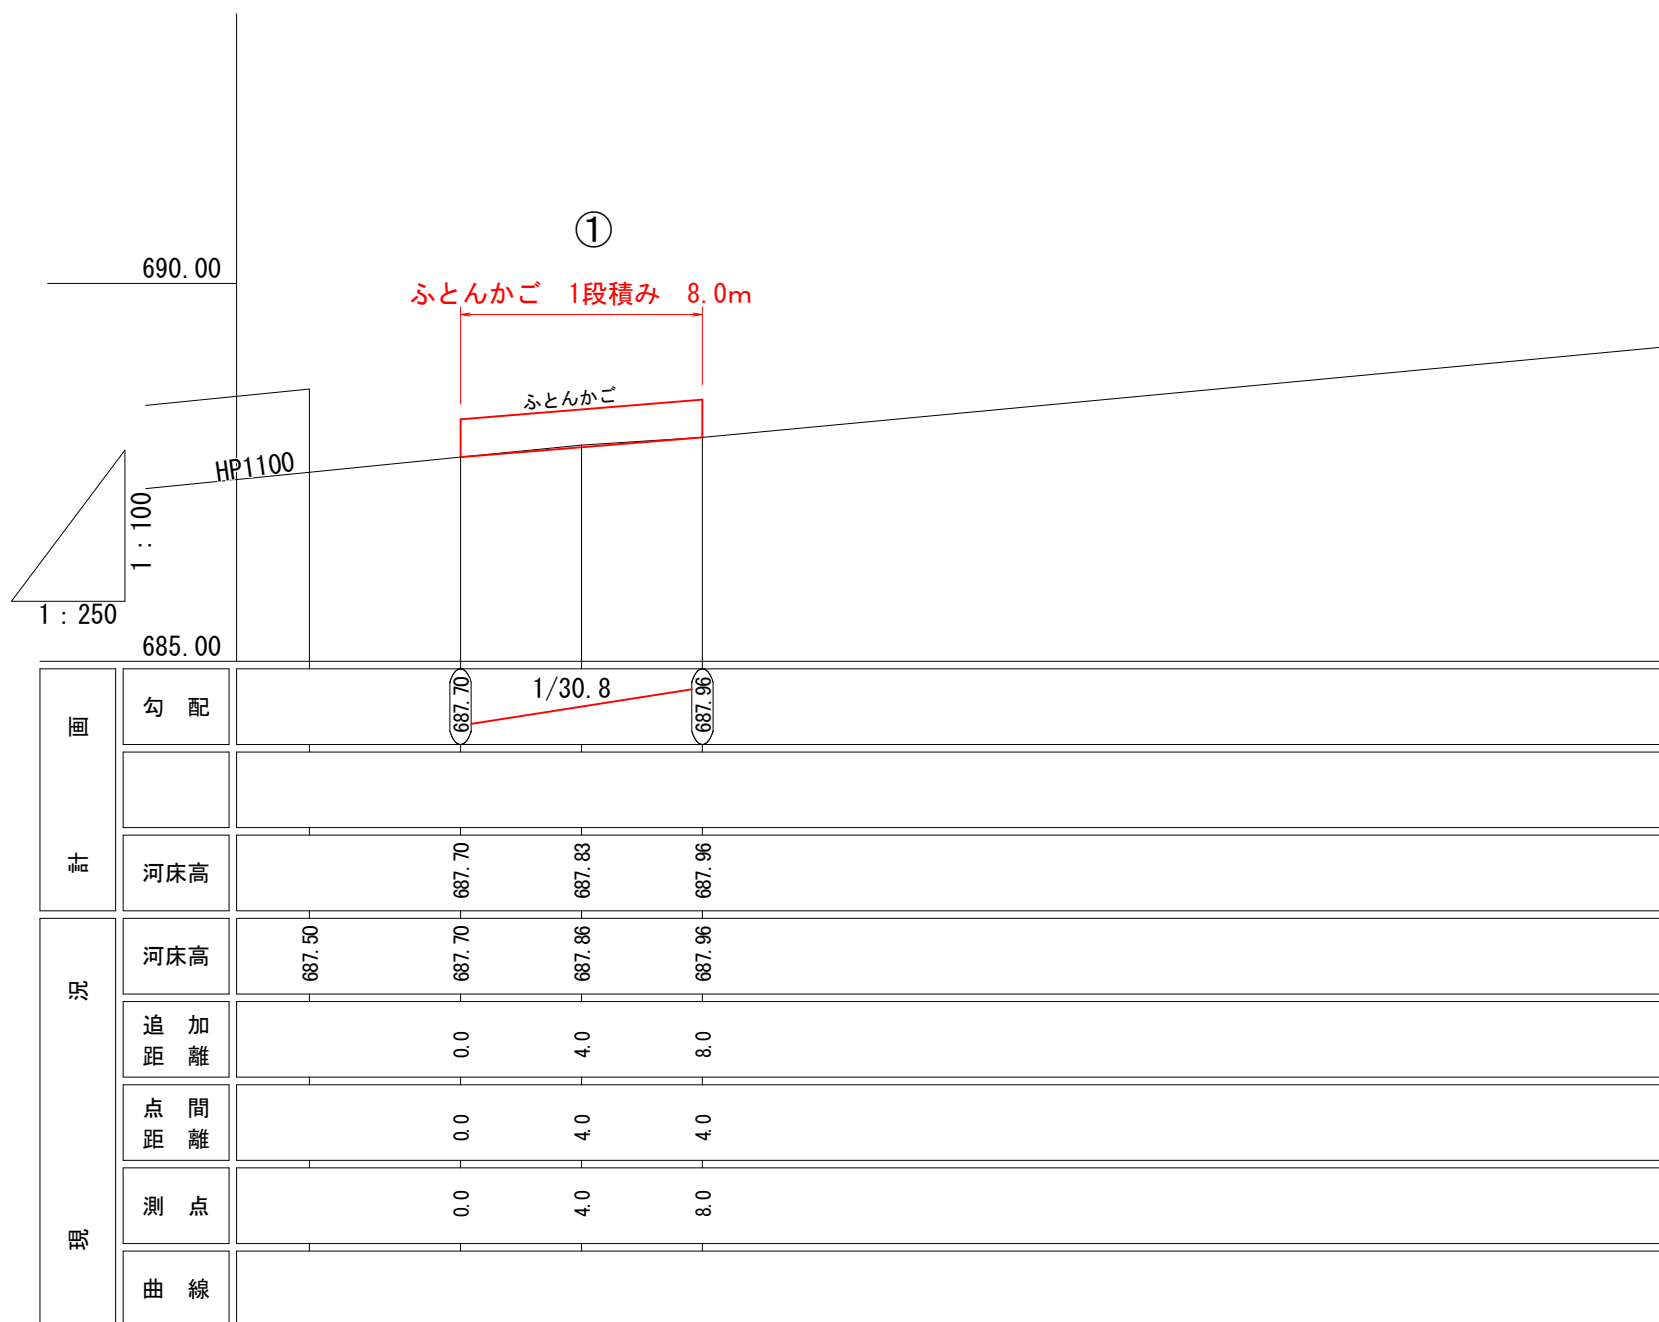 ①
690.00
ふとんかご　1段積み　8.0m
ふとんかご
HP1100
1：100
1：250
685.00
画計
勾　配
687.70
1/30.8
687.96
河床高
687.70
687.83
687.96
況現
河床高
687.50
687.70
687.86
687.96
追　加
距　離
0.0
4.0
8.0
点　間
距　離
0.0
4.0
4.0
測　点
0.0
4.0
8.0
曲　線